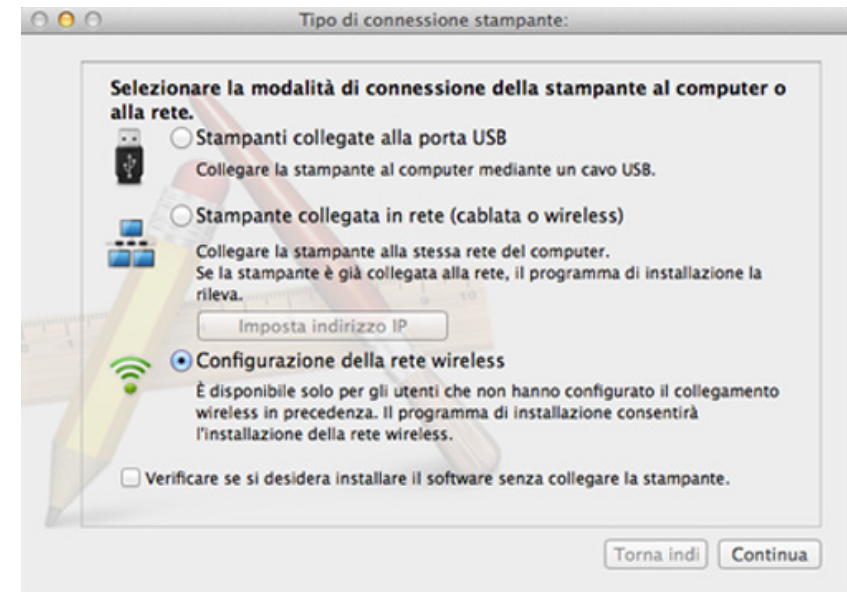 Tipo di connessione stampante:
Selezionare la modalità di connessione della stampante al computer o
alla rete.
Stampanti collegate alla porta USB
Collegare la stampante al computer mediante un cavo USB.
Stampante collegata in rete (cablata o wireless)
Collegare la stampante alla stessa rete del computer.
Se la stampante è già collegata alla rete, il programma di installazione la
rileva.
Imposta indirizzo IP
Configurazione della rete wireless
È disponibile solo per gli utenti che non hanno configurato il collegamento
wireless in precedenza. Il programma di installazione consentirà
l'installazione della rete wireless.
Verificare se si desidera installare il software senza collegare la stampante.
Torna indi
Continua